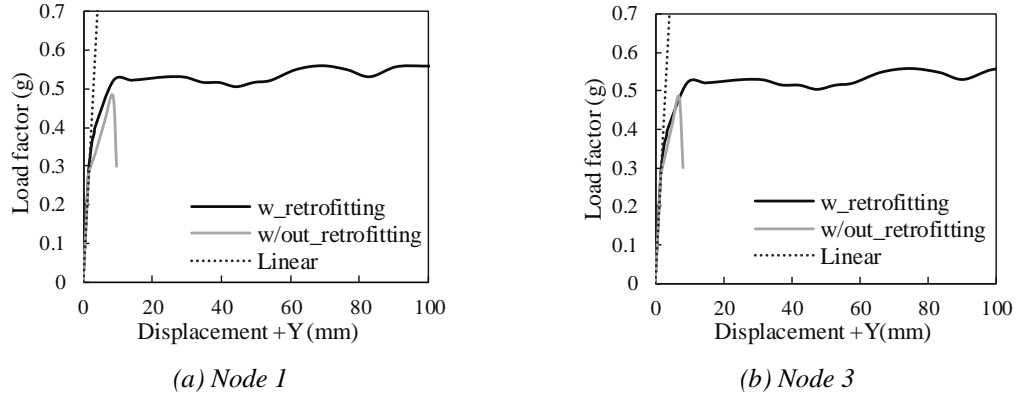 0.7
0.6
0.5
0.4
0.3
0.2
0.1
0
Load factor (g)
w_retrofitting
w/out_retrofitting
Linear
0 20 40 60 80 100
Displacement +Y (mm)
(a) Node 1
0.7
0.6
0.5
0.4
0.3
0.2
0.1
0
Load factor (g)
w_retrofitting
w/out_retrofitting
Linear
0 20 40 60 80 100
Displacement +Y (mm)
(b) Node 3